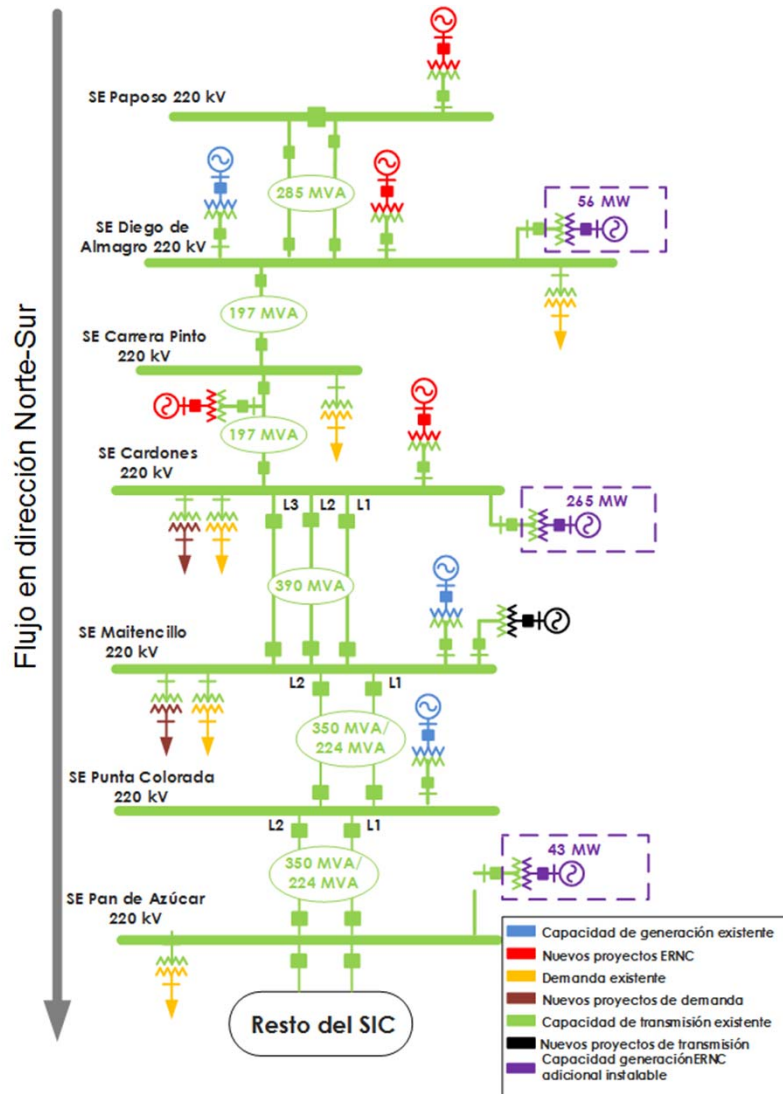 Flujo en dirección Norte-Sur
SE Paposo 220 kV
285 MVA
SE Diego de
Almagro 220 kV
56 MW
197 MVA
SE Carrera Pinto
220 kV
197 MVA
SE Cardones
220 kV
L3
L2
L1
265 MW
390 MVA
SE Maitencillo
220 kV
L2
L1
350 MVA/
224 MVA
SE Punta Colorada
220 kV
L2
L1
350 MVA/
224 MVA
43 MW
SE Pan de Azúcar
220 kV
Resto del SIC
Capacidad de generación existente
Nuevos proyectos ERNC
Demanda existente
Nuevos proyectos de demanda
Capacidad de transmisión existente
Nuevos proyectos de transmisión
Capacidad generaciónERNC
adicional instalable